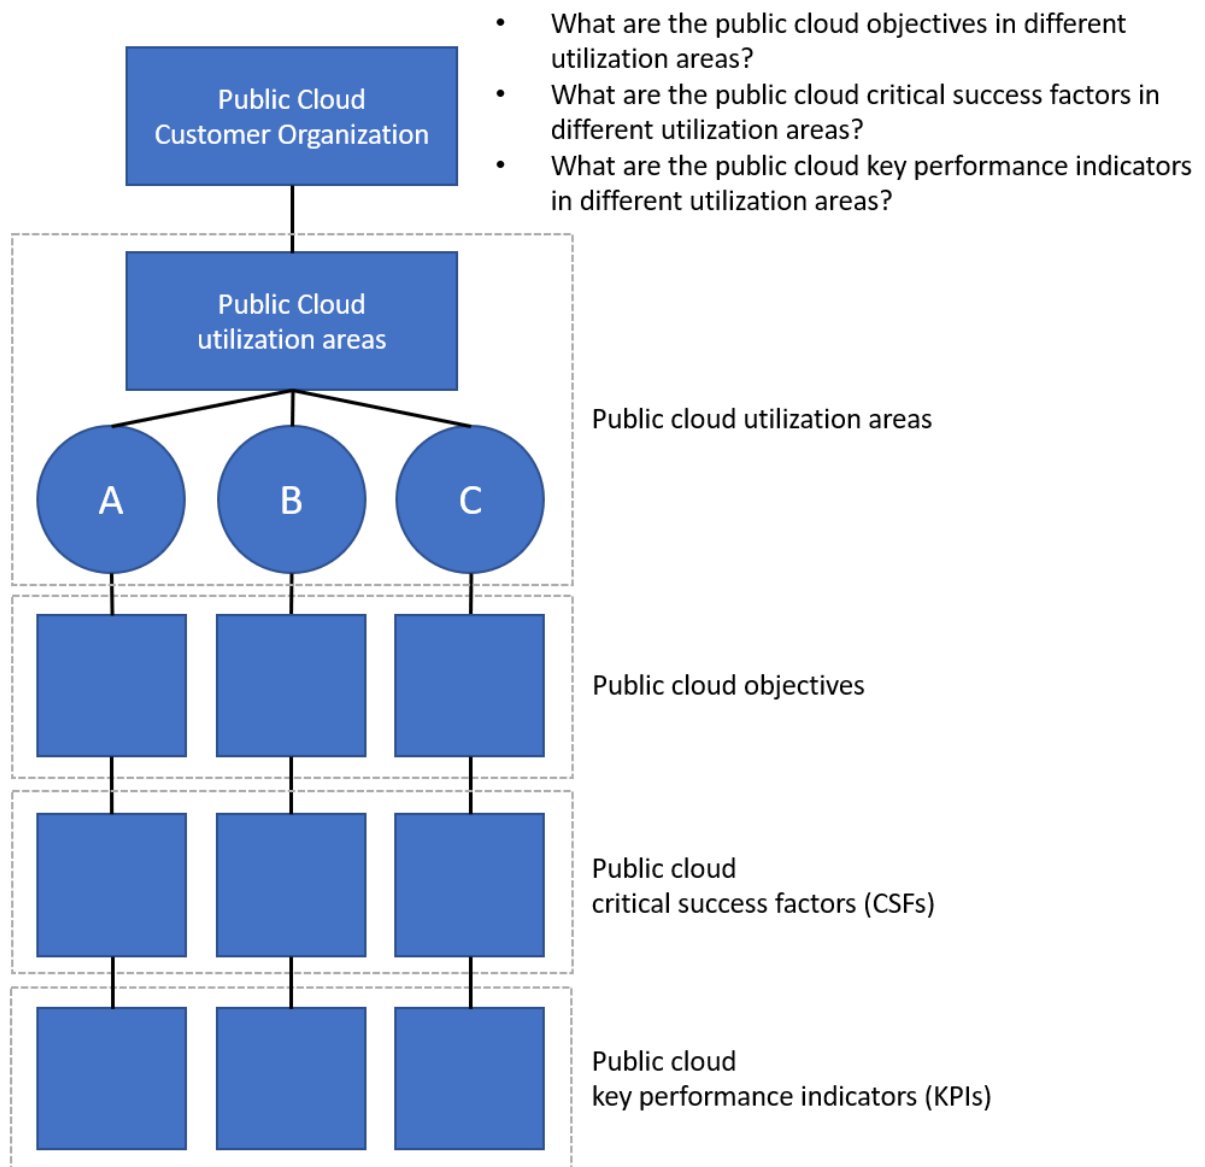 • What are the public cloud objectives in different
utilization areas?
• What are the public cloud critical success factors in
different utilization areas?
• What are the public cloud key performance indicators
in different utilization areas?
Public Cloud
Customer Organization
Public Cloud
utilization areas
Public cloud utilization areas
A
B
C
Public cloud objectives
Public cloud
critical success factors (CSFs)
Public cloud
key performance indicators (KPIs)